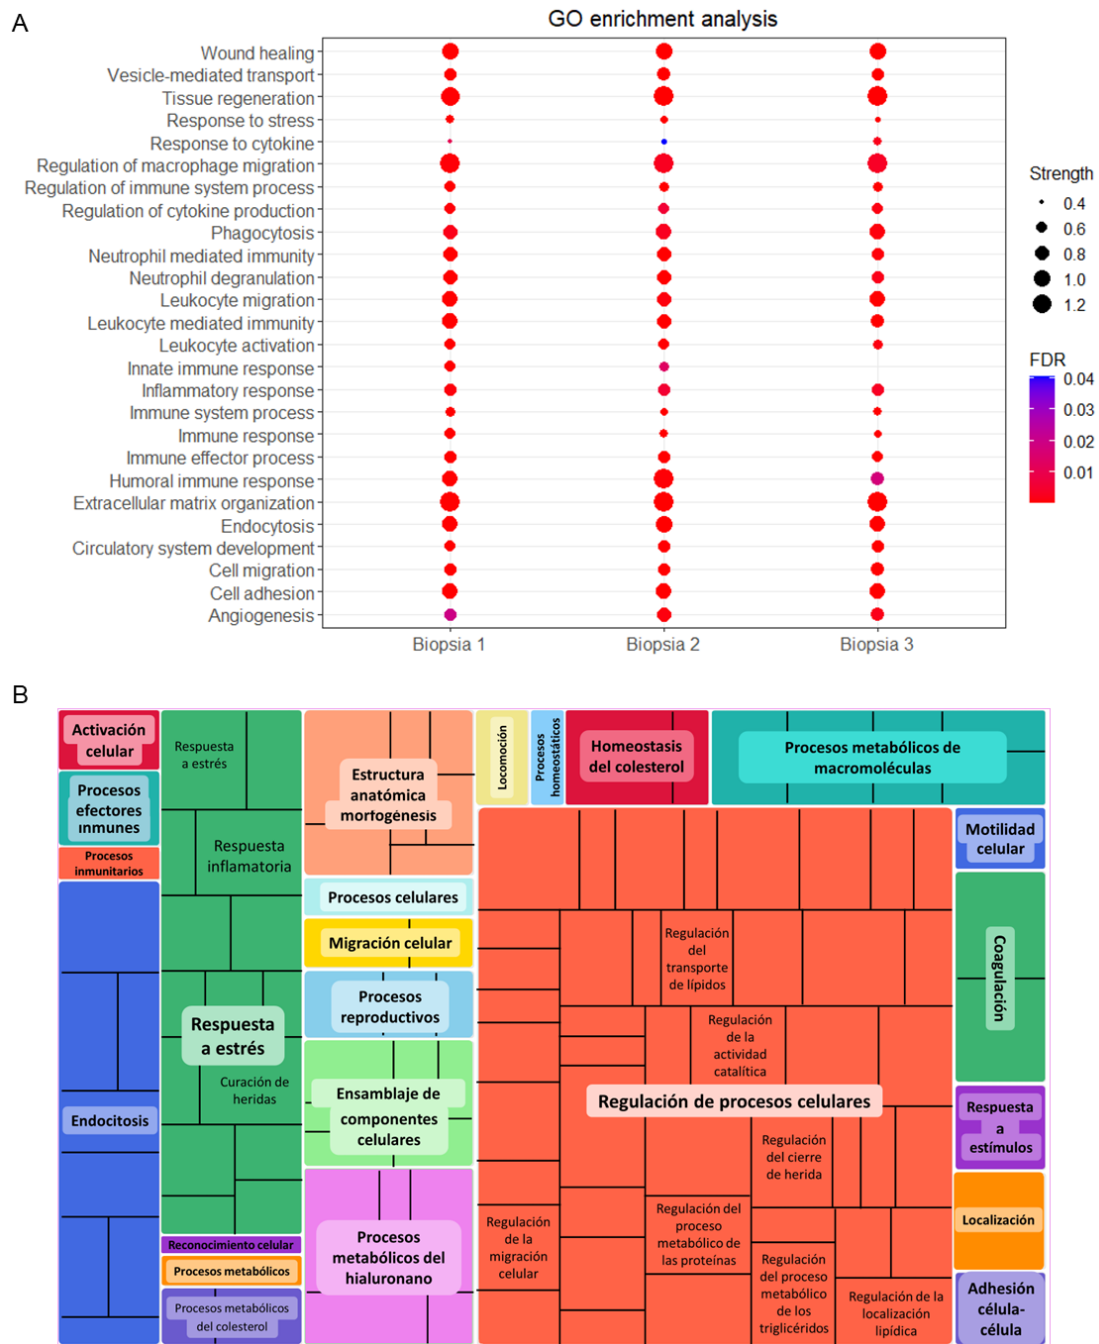 A
GO enrichment analysis
Wound healing
Vesicle-mediated transport
Tissue regeneration
Response to stress
Response to cytokine
Regulation of macrophage migration
Regulation of immune system process
Regulation of cytokine production
Phagocytosis
Neutrophil mediated immunity
Neutrophil degranulation
Leukocyte migration
Leukocyte mediated immunity
Leukocyte activation
Innate immune response
Inflammatory response
Immune system process
Immune response
Immune effector process
Humoral immune response
Extracellular matrix organization
Endocytosis
Circulatory system development
Cell migration
Cell adhesion
Angiogenesis
Biopsia 1
Biopsia 2
Biopsia 3
Strength
0.4
0.6
0.8
1.0
1.2
FDR
0.04
0.03
0.02
0.01
B
Activación
celular
Procesos
efectores
inmunes
Procesos
inmunitarios
Endocitosis
Respuesta
a estrés
Respuesta
inflamatoria
Respuesta
a estrés
Curación de
heridas
Reconocimiento celular
Procesos metabólicos
Procesos metabólicos
del colesterol
Estructura
anatómica
morfogénesis
Procesos celulares
Migración celular
Procesos
reproductivos
Ensamblaje de
componentes
celulares
Procesos
metabólicos del
hialuronano
Locomoción
Procesos
homeostáticos
Homeostasis
del colesterol
Procesos metabólicos de
macromoléculas
Regulación
del
transporte
de lípidos
Regulación
de la
actividad
catalítica
Regulación de procesos celulares
Regulación
del cierre
de herida
Regulación
de la
migración
celular
Regulación del
proceso
metabólico de
las proteínas
Regulación
del proceso
metabólico
de los
triglicéridos
Regulación de la
localización
lipídica
Motilidad
celular
Coagulación
Respuesta
a
estímulos
Localización
Adhesión
célula-
célula